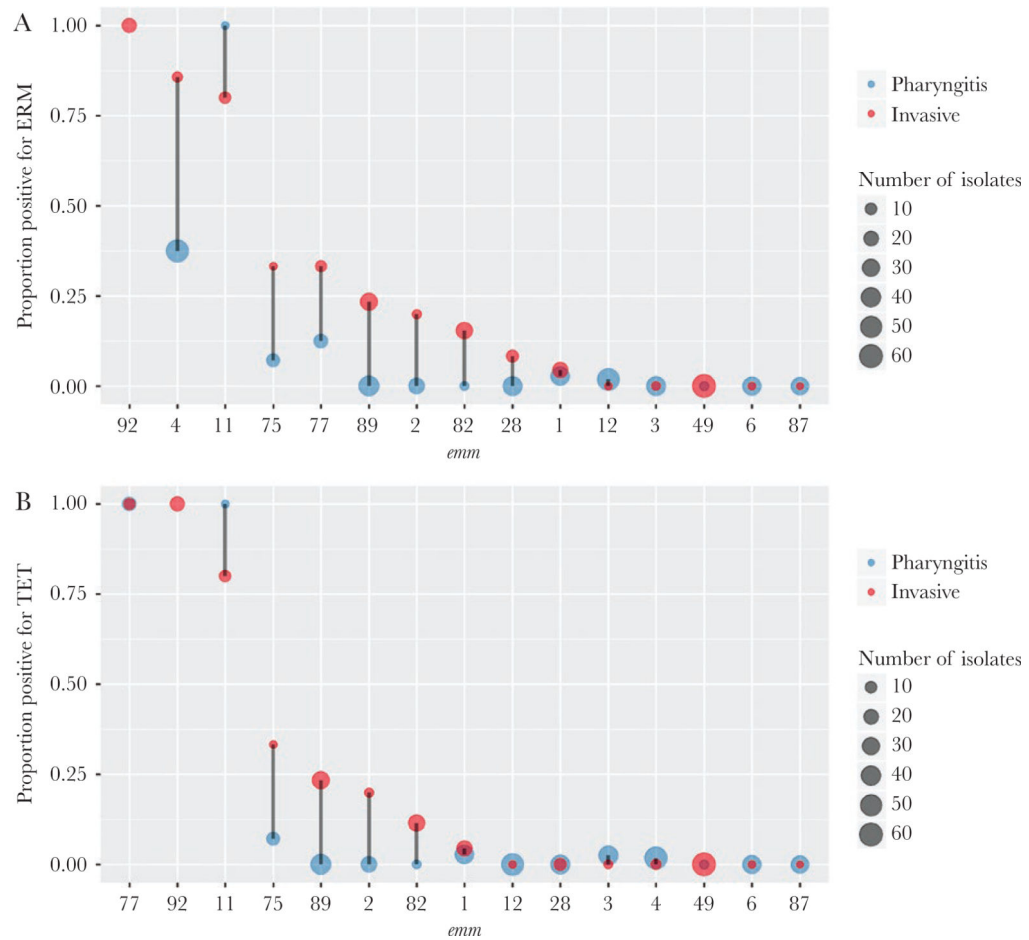 A
Proportion positive for ERM
1.00
0.75
0.50
0.25
0.00
92 4 11 75 77 89 2 82 28 1 12 3 49 6 87
emm
Pharyngitis
Invasive
Number of isolates
10
20
30
40
50
60
B
Proportion positive for TET
1.00
0.75
0.50
0.25
0.00
77 92 11 75 89 2 82 1 12 28 3 4 49 6 87
emm
Pharyngitis
Invasive
Number of isolates
10
20
30
40
50
60